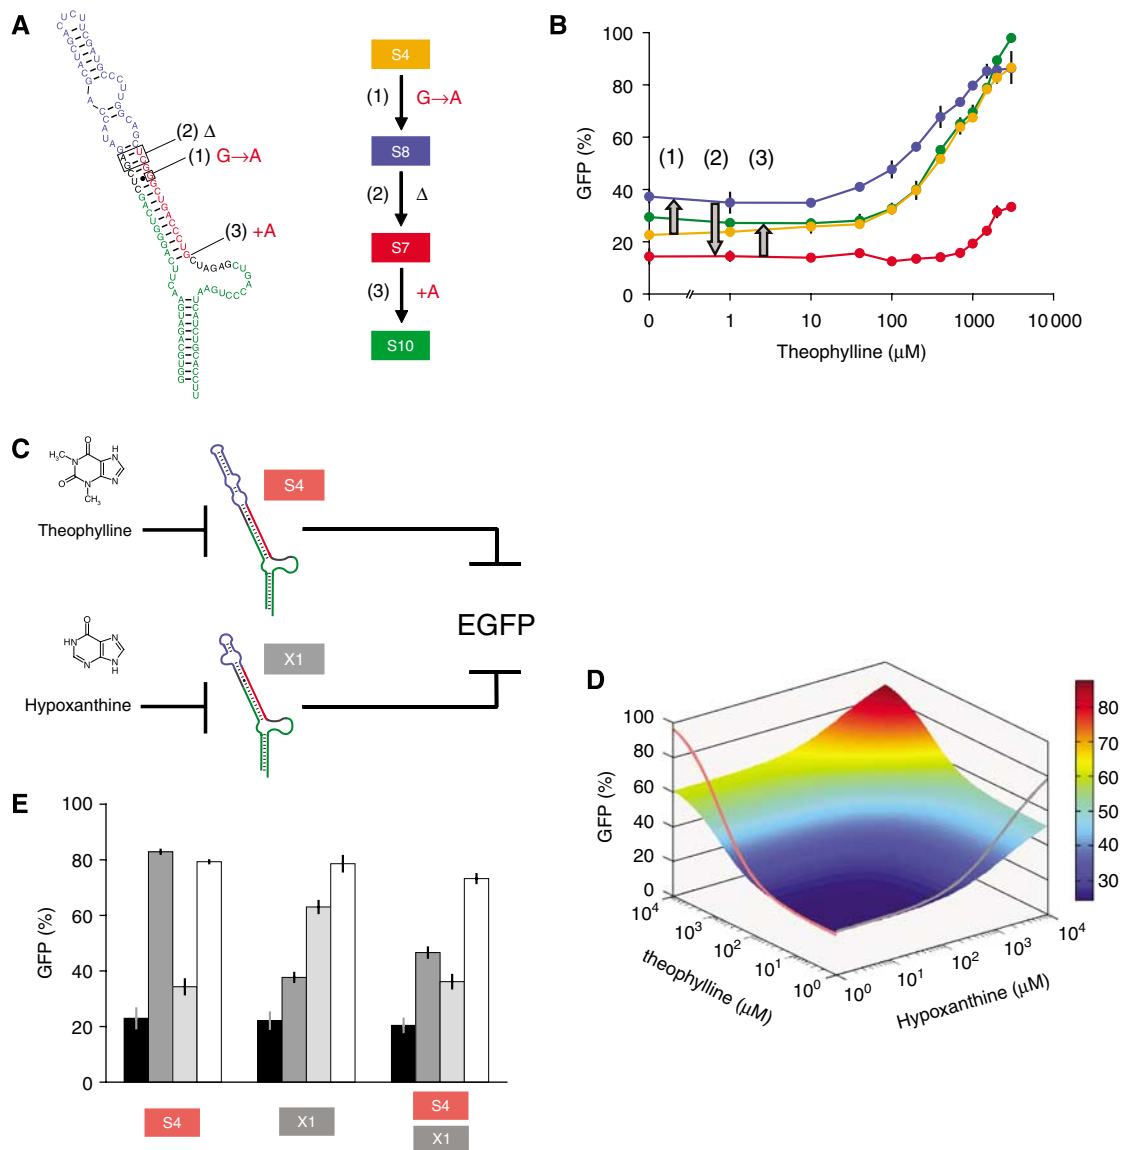 A
(2) Δ
(1) G→A
(3) +A
S4
(1) G→A
S8
(2) Δ
S7
(3) +A
S10
B
GFP (%)
100
80
60
40
20
0
(1) (2) (3)
0 1 10 100 1000 10 000
Theophylline (μM)
C
O
H3C
N
H
N
O
N
N
CH3
Theophylline
S4
EGFP
O
HN
N
N
N
H
Hypoxanthine
X1
D
GFP (%)
100
80
60
40
20
0
10^4
10^3
10^2
10^1
10^0
theophylline (μM)
10^0
10^1
10^2
10^3
10^4
Hypoxanthine (μM)
80
70
60
50
40
30
E
GFP (%)
100
80
60
40
20
0
S4
X1
S4
X1